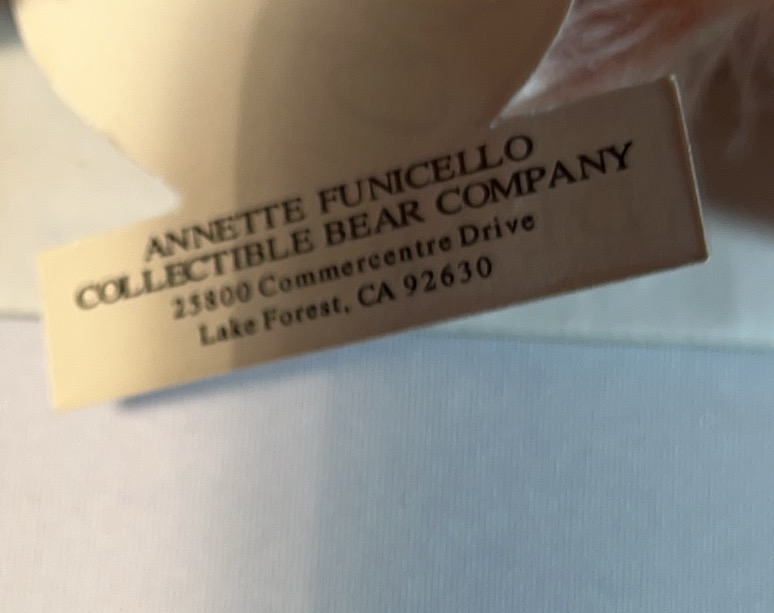 ANNETTE FUNICELLO
COLLECTIBLE BEAR COMPANY
25800 Commercentre Drive
Lake Forest, CA 92630